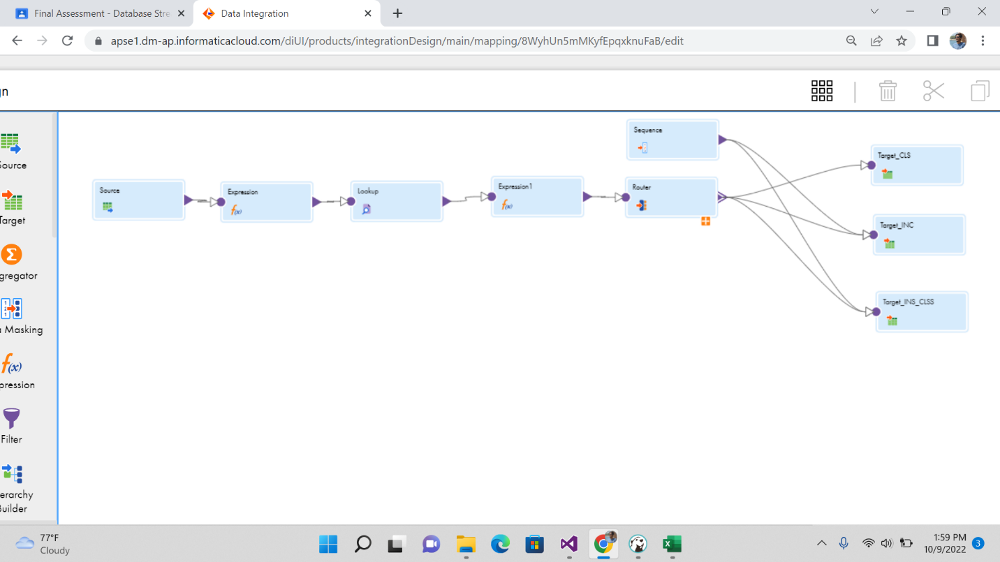 Final Assessment - Database Stre
Data Integration
apse1.dm-ap.informaticacloud.com/diUI/products/integrationDesign/main/mapping/8WyhUn5mMKyfEpqxknuFaB/edit
gn
Source
Target
gregator
a Masking
pression
Filter
erarchy
Builder
Source
Expression
Lookup
Expression1
Sequence
Router
Target_CLS
Target_INC
Target_INS_CLSS
77°F
Cloudy
1:59 PM
10/9/2022
3